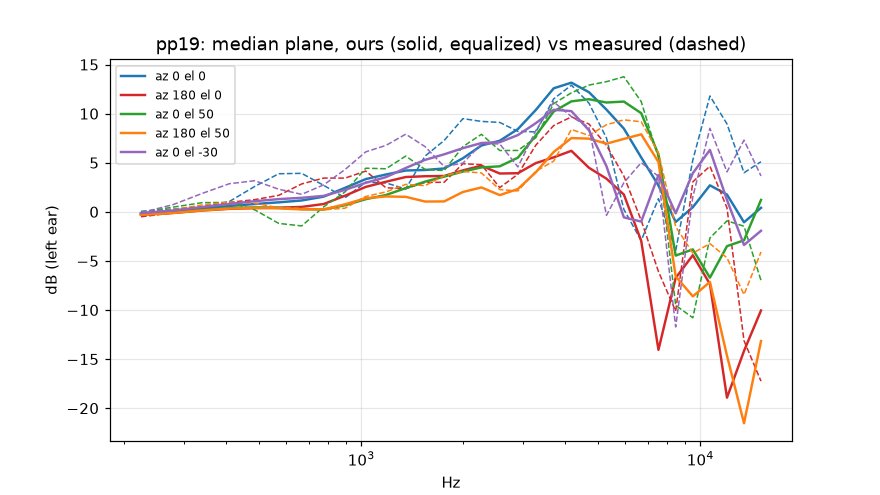 pp19: median plane, ours (solid, equalized) vs measured (dashed)
15
10
5
0
−5
−10
−15
−20
dB (left ear)
az 0 el 0
az 180 el 0
az 0 el 50
az 180 el 50
az 0 el -30
10³
10⁴
Hz